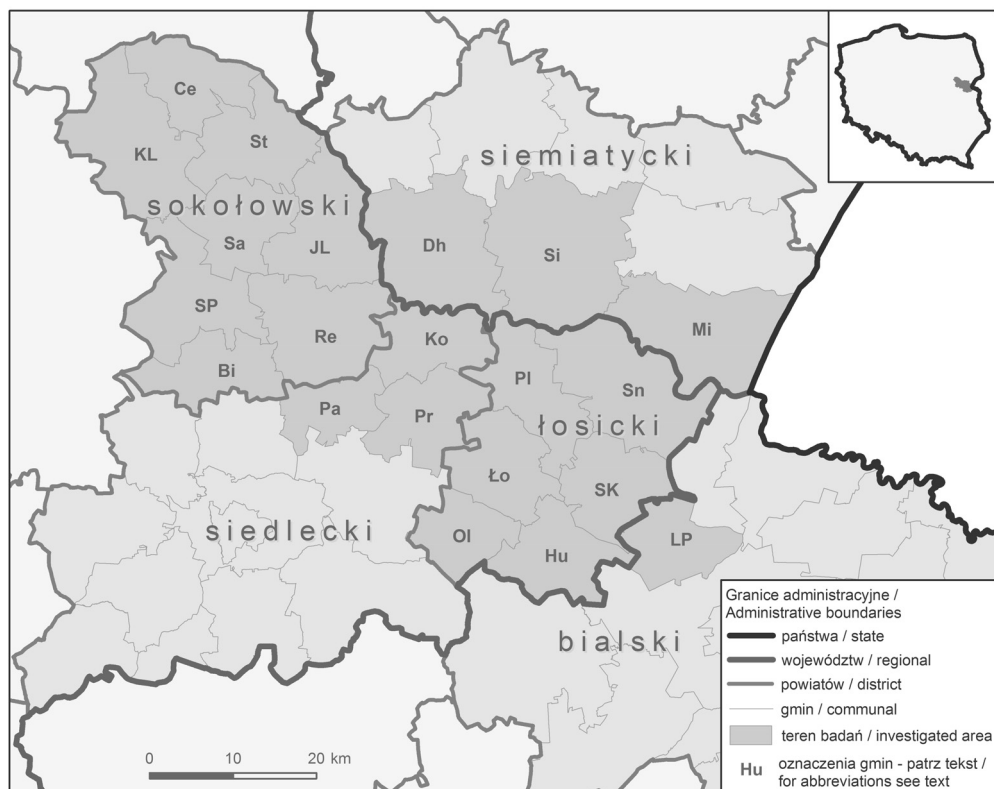 Ce
St
KL
siemiatycki
sokołowski
Sa
JL
Dh
Si
SP
Re
Ko
Mi
Bi
Pl
Sn
Pa
Pr
łosicki
Ło
SK
siedlecki
Ol
Hu
LP
bialski
Granice administracyjne /
Administrative boundaries
państwa / state
województw / regional
powiatów / district
gmin / communal
teren badań / investigated area
Hu oznaczenia gmin - patrz tekst /
for abbreviations see text
0 10 20 km